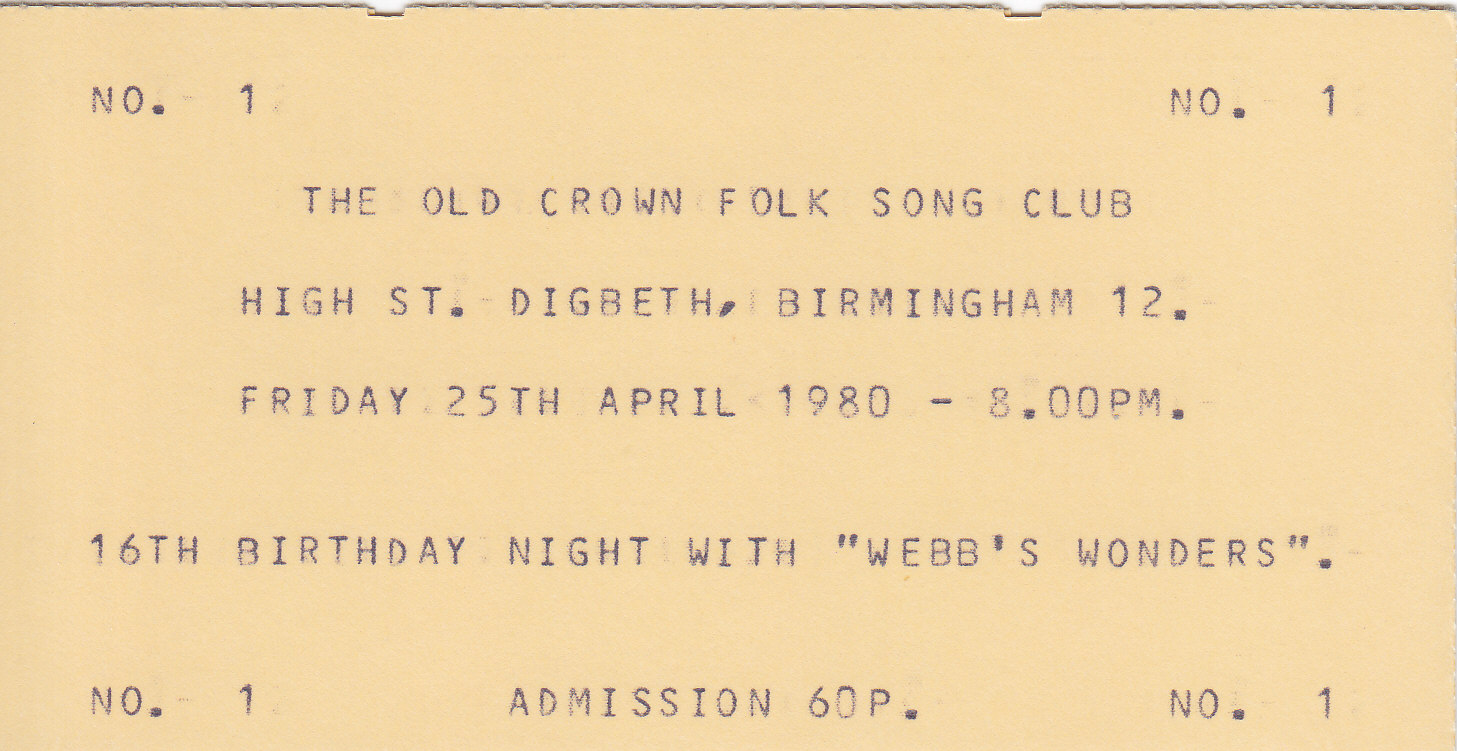 NO. 1 NO. 1
THE OLD CROWN FOLK SONG CLUB
HIGH ST. DIGBETH, BIRMINGHAM 12.
FRIDAY 25TH APRIL 1980 - 8.00PM.
16TH BIRTHDAY NIGHT WITH "WEBB'S WONDERS".
NO. 1 ADMISSION 60P. NO. 1